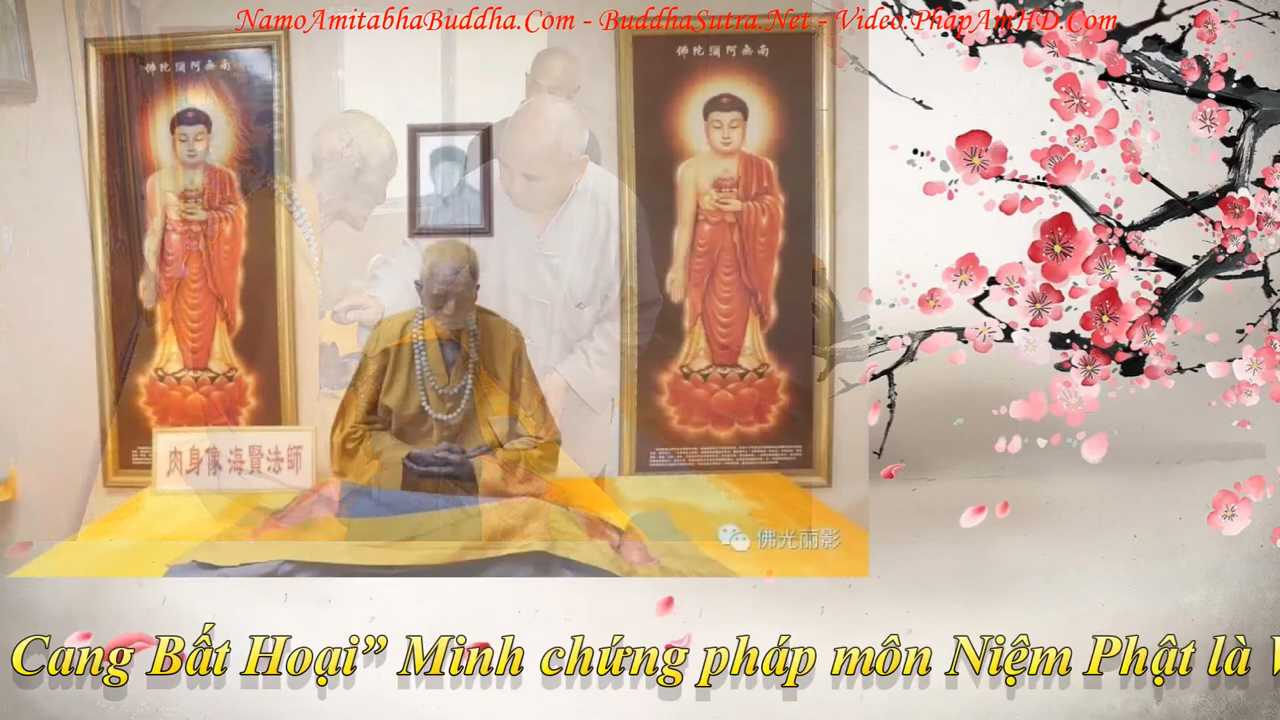 NamoAmitabhaBuddha.Com - BuddhaSutra.Net - Video.PhapAmHD.Com
佛陀彌阿無南
佛陀彌阿無南
肉身像海賢法師
佛光丽影
Cang Bất Hoại” Minh chứng pháp môn Niệm Phật là V